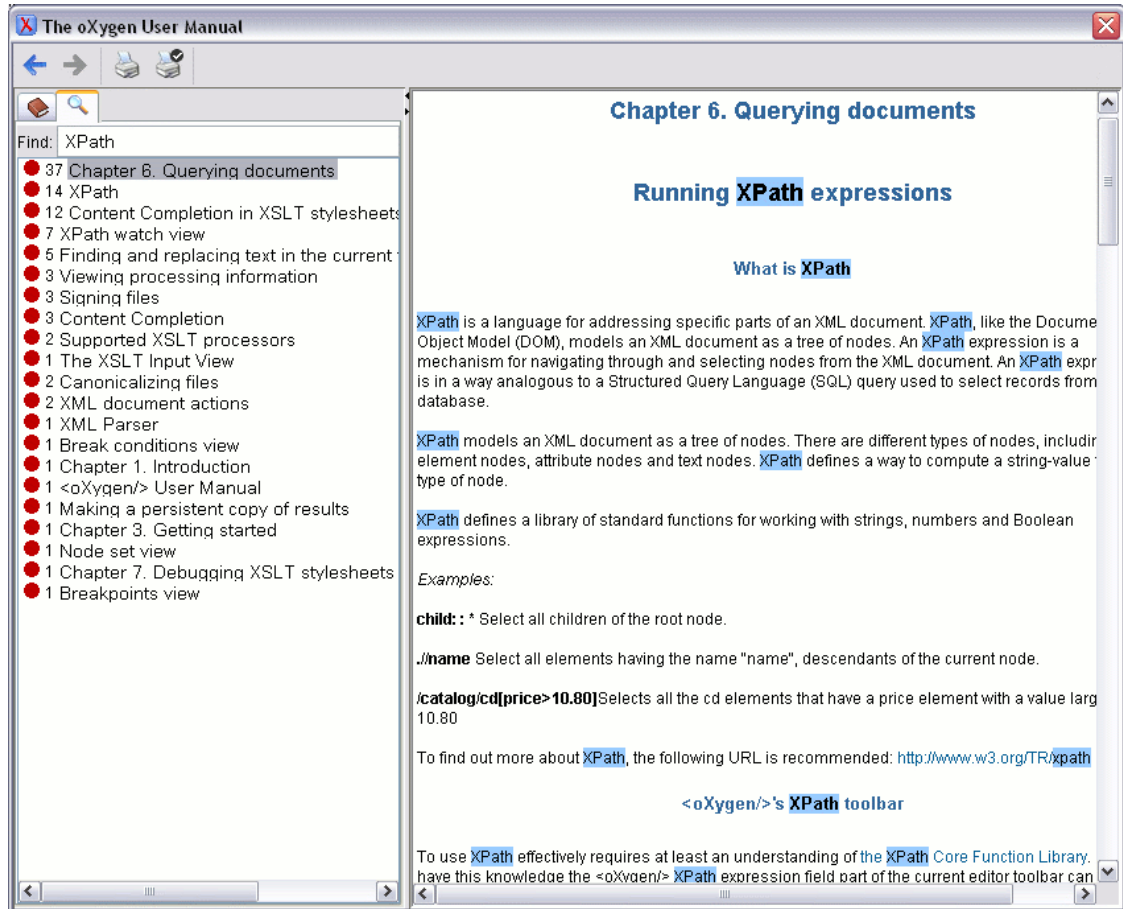 The oXygen User Manual
Find: XPath
37 Chapter 6. Querying documents
14 XPath
12 Content Completion in XSLT stylesheets
7 XPath watch view
5 Finding and replacing text in the current
3 Viewing processing information
3 Signing files
3 Content Completion
2 Supported XSLT processors
1 The XSLT Input View
2 Canonicalizing files
2 XML document actions
1 XML Parser
1 Break conditions view
1 Chapter 1. Introduction
1 <oXygen/> User Manual
1 Making a persistent copy of results
1 Chapter 3. Getting started
1 Node set view
1 Chapter 7. Debugging XSLT stylesheets
1 Breakpoints view
Chapter 6. Querying documents
Running XPath expressions
What is XPath
XPath is a language for addressing specific parts of an XML document. XPath, like the Docume
Object Model (DOM), models an XML document as a tree of nodes. An XPath expression is a
mechanism for navigating through and selecting nodes from the XML document. An XPath expr
is in a way analogous to a Structured Query Language (SQL) query used to select records from
database.
XPath models an XML document as a tree of nodes. There are different types of nodes, includin
element nodes, attribute nodes and text nodes. XPath defines a way to compute a string-value
type of node.
XPath defines a library of standard functions for working with strings, numbers and Boolean
expressions.
Examples:
child: : * Select all children of the root node.
.//name Select all elements having the name "name", descendants of the current node.
/catalog/cd[price>10.80]Selects all the cd elements that have a price element with a value larg
10.80
To find out more about XPath, the following URL is recommended: http://www.w3.org/TR/xpath
<oXygen/>'s XPath toolbar
To use XPath effectively requires at least an understanding of the XPath Core Function Library.
have this knowledge the <oXygen/> XPath expression field part of the current editor toolbar can